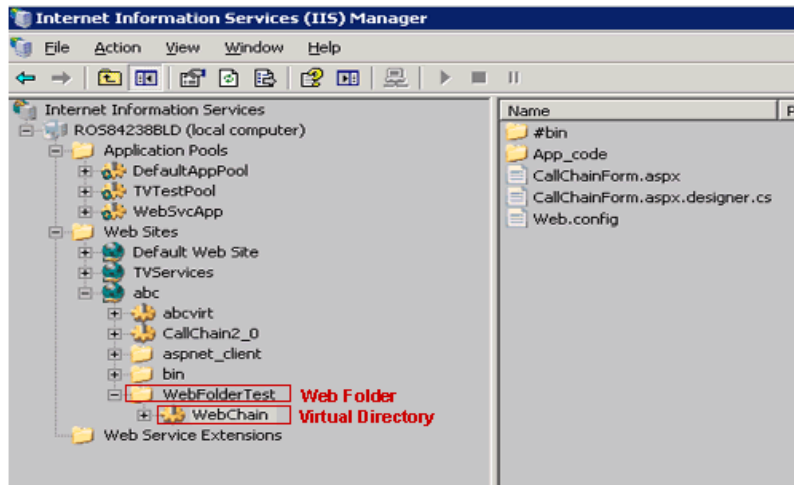 Internet Information Services (IIS) Manager
File Action View Window Help
Internet Information Services
ROS84238BLD (local computer)
Application Pools
DefaultAppPool
TVTestPool
WebSvcApp
Web Sites
Default Web Site
TVServices
abc
abcvirt
CallChain2_0
aspnet_client
bin
WebFolderTest Web Folder
WebChain Virtual Directory
Web Service Extensions
Name P
#bin
App_code
CallChainForm.aspx
CallChainForm.aspx.designer.cs
Web.config